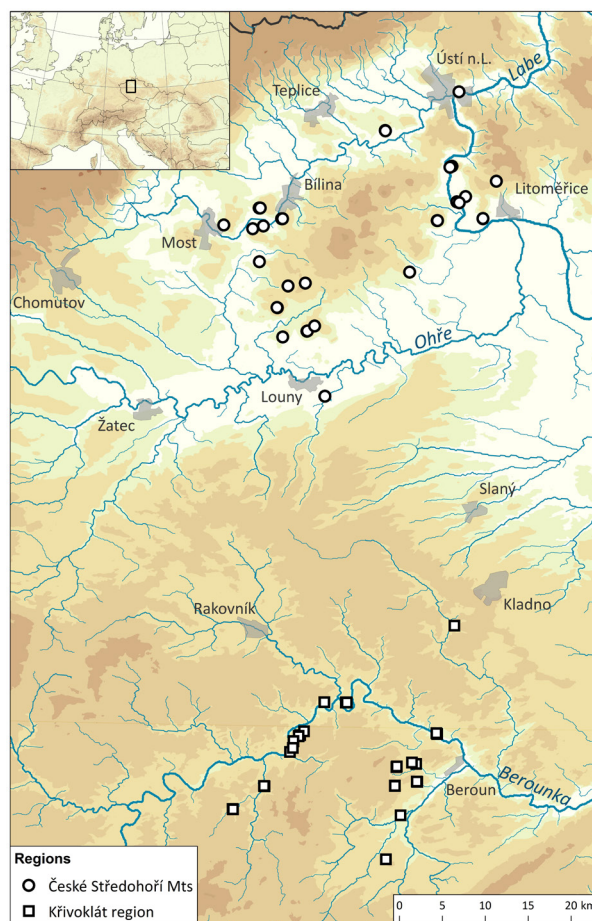 Ústí n.L.
Labe
Teplice
Bílina
Litoměřice
Most
Chomutov
Ohře
Louny
Žatec
Slaný
Kladno
Rakovník
Beroun
Berounka
Regions
České Středohoří Mts
Křivoklát region
0 5 10 20 km